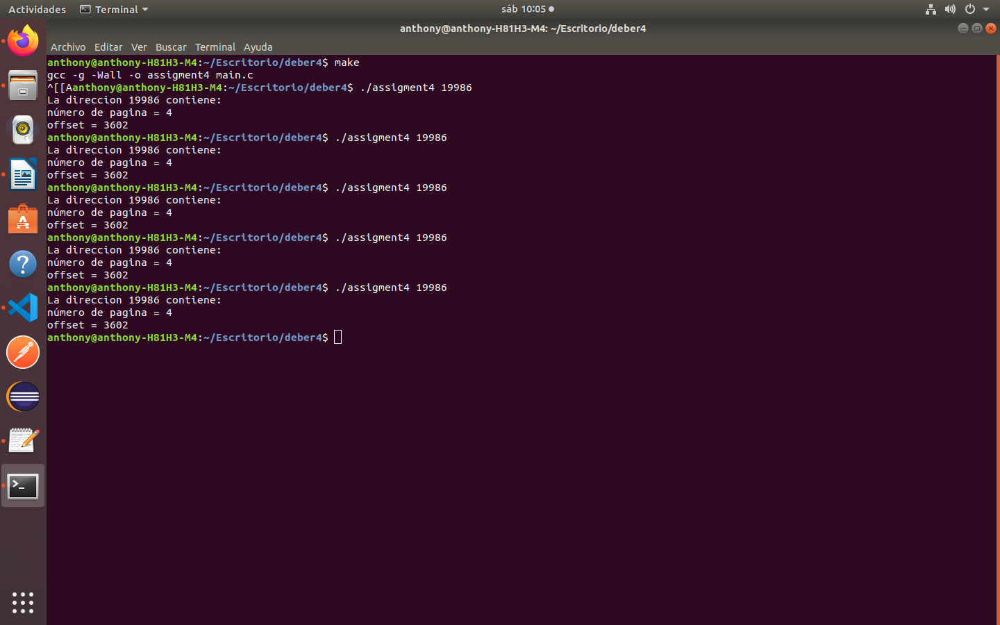 Actividades Terminal sáb 10:05
anthony@anthony-H81H3-M4: ~/Escritorio/deber4
Archivo Editar Ver Buscar Terminal Ayuda
anthony@anthony-H81H3-M4:~/Escritorio/deber4$ make
gcc -g -Wall -o assigment4 main.c
^[[Aanthony@anthony-H81H3-M4:~/Escritorio/deber4$ ./assigment4 19986
La direccion 19986 contiene:
número de pagina = 4
offset = 3602
anthony@anthony-H81H3-M4:~/Escritorio/deber4$ ./assigment4 19986
La direccion 19986 contiene:
número de pagina = 4
offset = 3602
anthony@anthony-H81H3-M4:~/Escritorio/deber4$ ./assigment4 19986
La direccion 19986 contiene:
número de pagina = 4
offset = 3602
anthony@anthony-H81H3-M4:~/Escritorio/deber4$ ./assigment4 19986
La direccion 19986 contiene:
número de pagina = 4
offset = 3602
anthony@anthony-H81H3-M4:~/Escritorio/deber4$ ./assigment4 19986
La direccion 19986 contiene:
número de pagina = 4
offset = 3602
anthony@anthony-H81H3-M4:~/Escritorio/deber4$